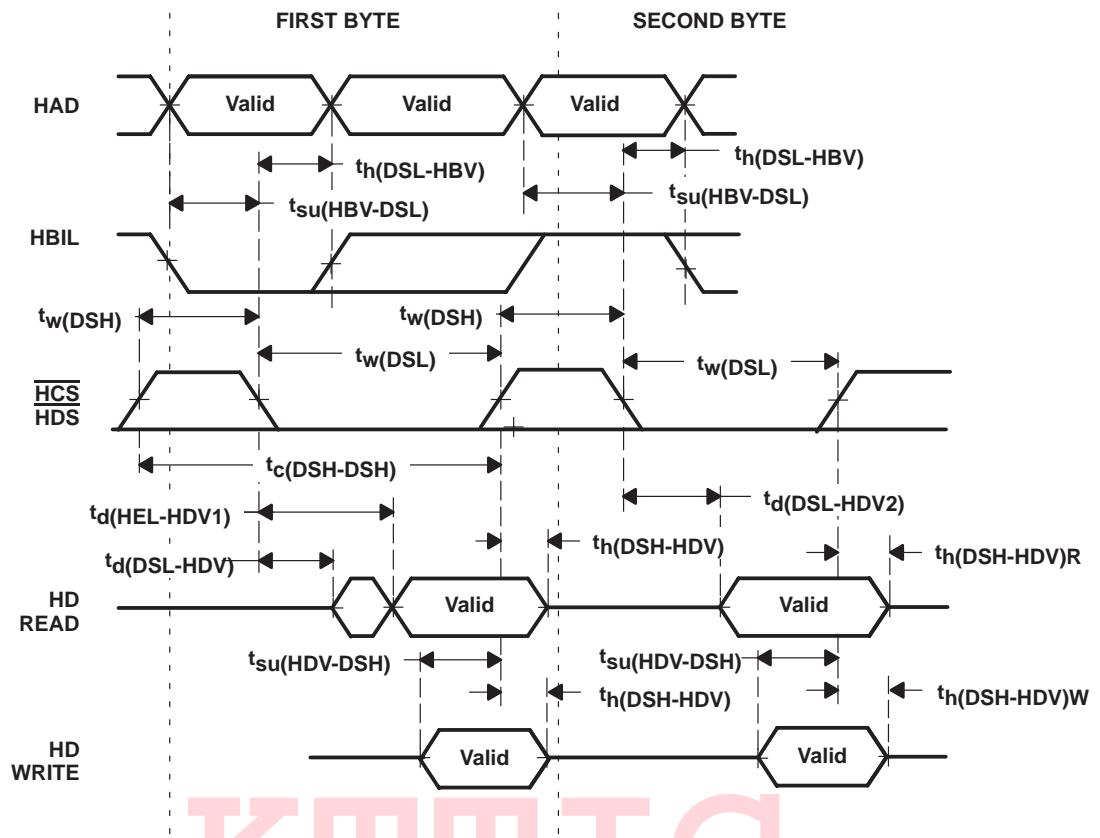 FIRST BYTE SECOND BYTE
HAD Valid Valid Valid
th(DSL-HBV) th(DSL-HBV)
tsu(HBV-DSL) tsu(HBV-DSL)
HBIL
tw(DSH) tw(DSH)
tw(DSL) tw(DSL)
HCS
HDS
tc(DSH-DSH)
td(HEL-HDV1) td(DSL-HDV2)
th(DSH-HDV) th(DSH-HDV)R
td(DSL-HDV)
HD
READ Valid Valid
tsu(HDV-DSH) tsu(HDV-DSH)
th(DSH-HDV) th(DSH-HDV)W
HD
WRITE Valid Valid